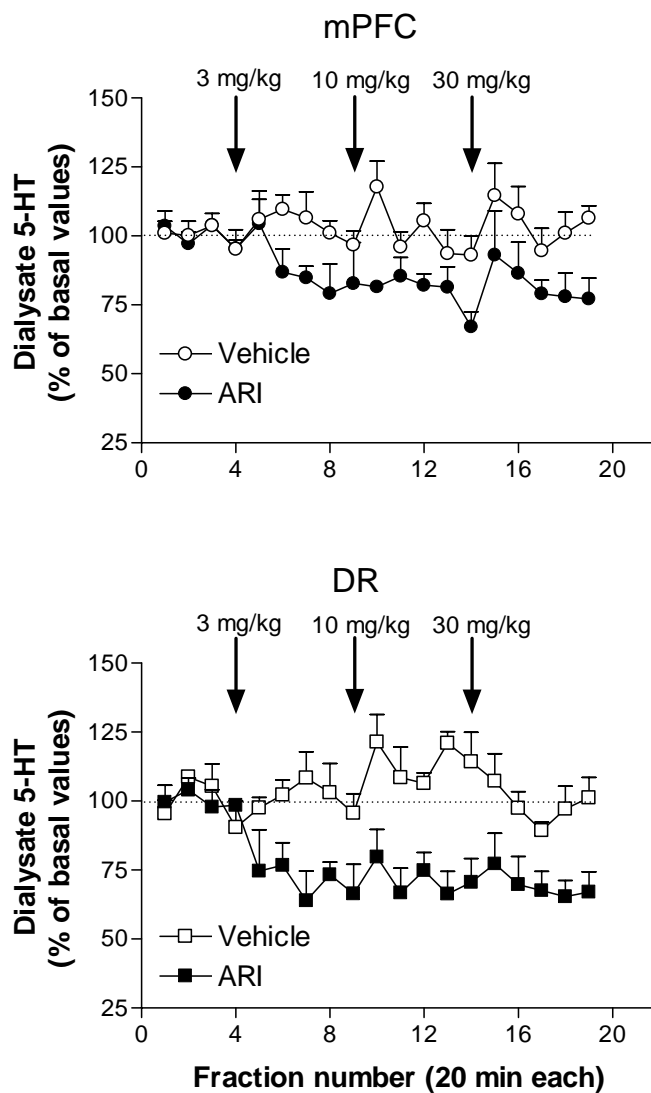 mPFC
3 mg/kg 10 mg/kg 30 mg/kg
150
125
100
75
50
25
Dialysate 5-HT
(% of basal values)
Vehicle
ARI
0 4 8 12 16 20
DR
3 mg/kg 10 mg/kg 30 mg/kg
150
125
100
75
50
25
Dialysate 5-HT
(% of basal values)
Vehicle
ARI
0 4 8 12 16 20
Fraction number (20 min each)